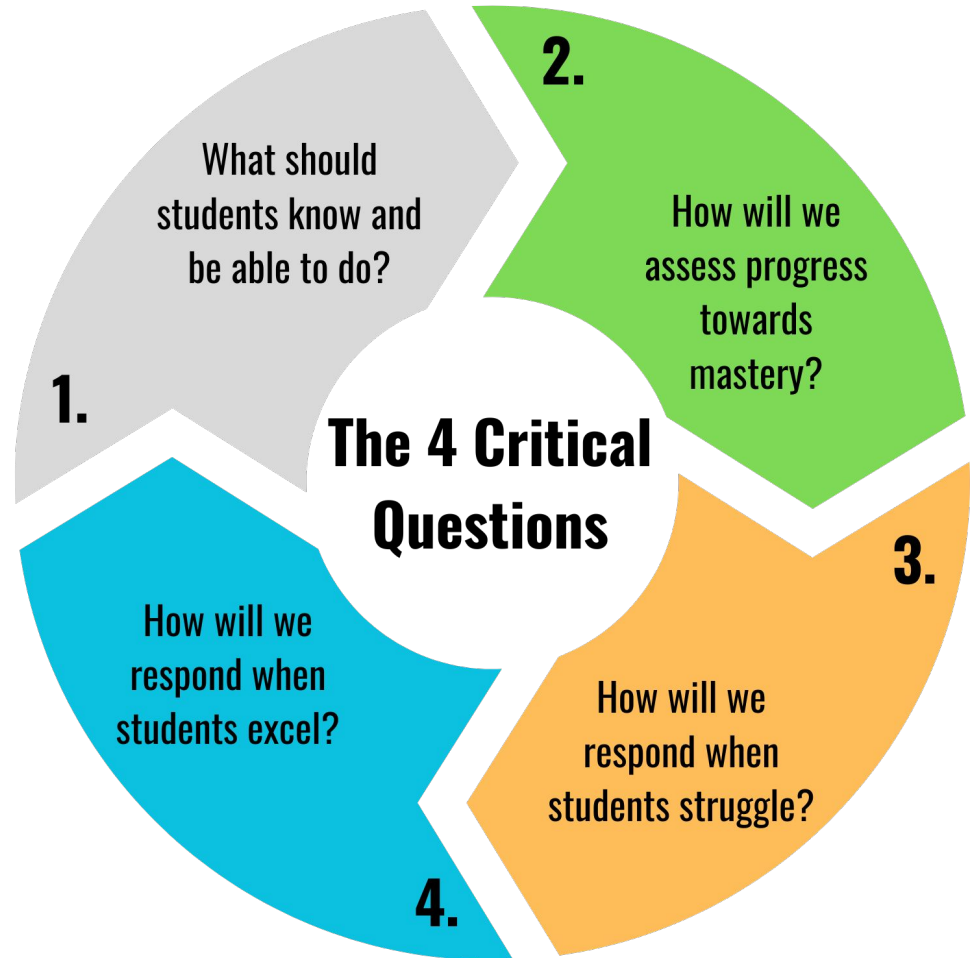 The 4 Critical
Questions
1.
What should
students know and
be able to do?
2.
How will we
assess progress
towards
mastery?
3.
How will we
respond when
students struggle?
4.
How will we
respond when
students excel?